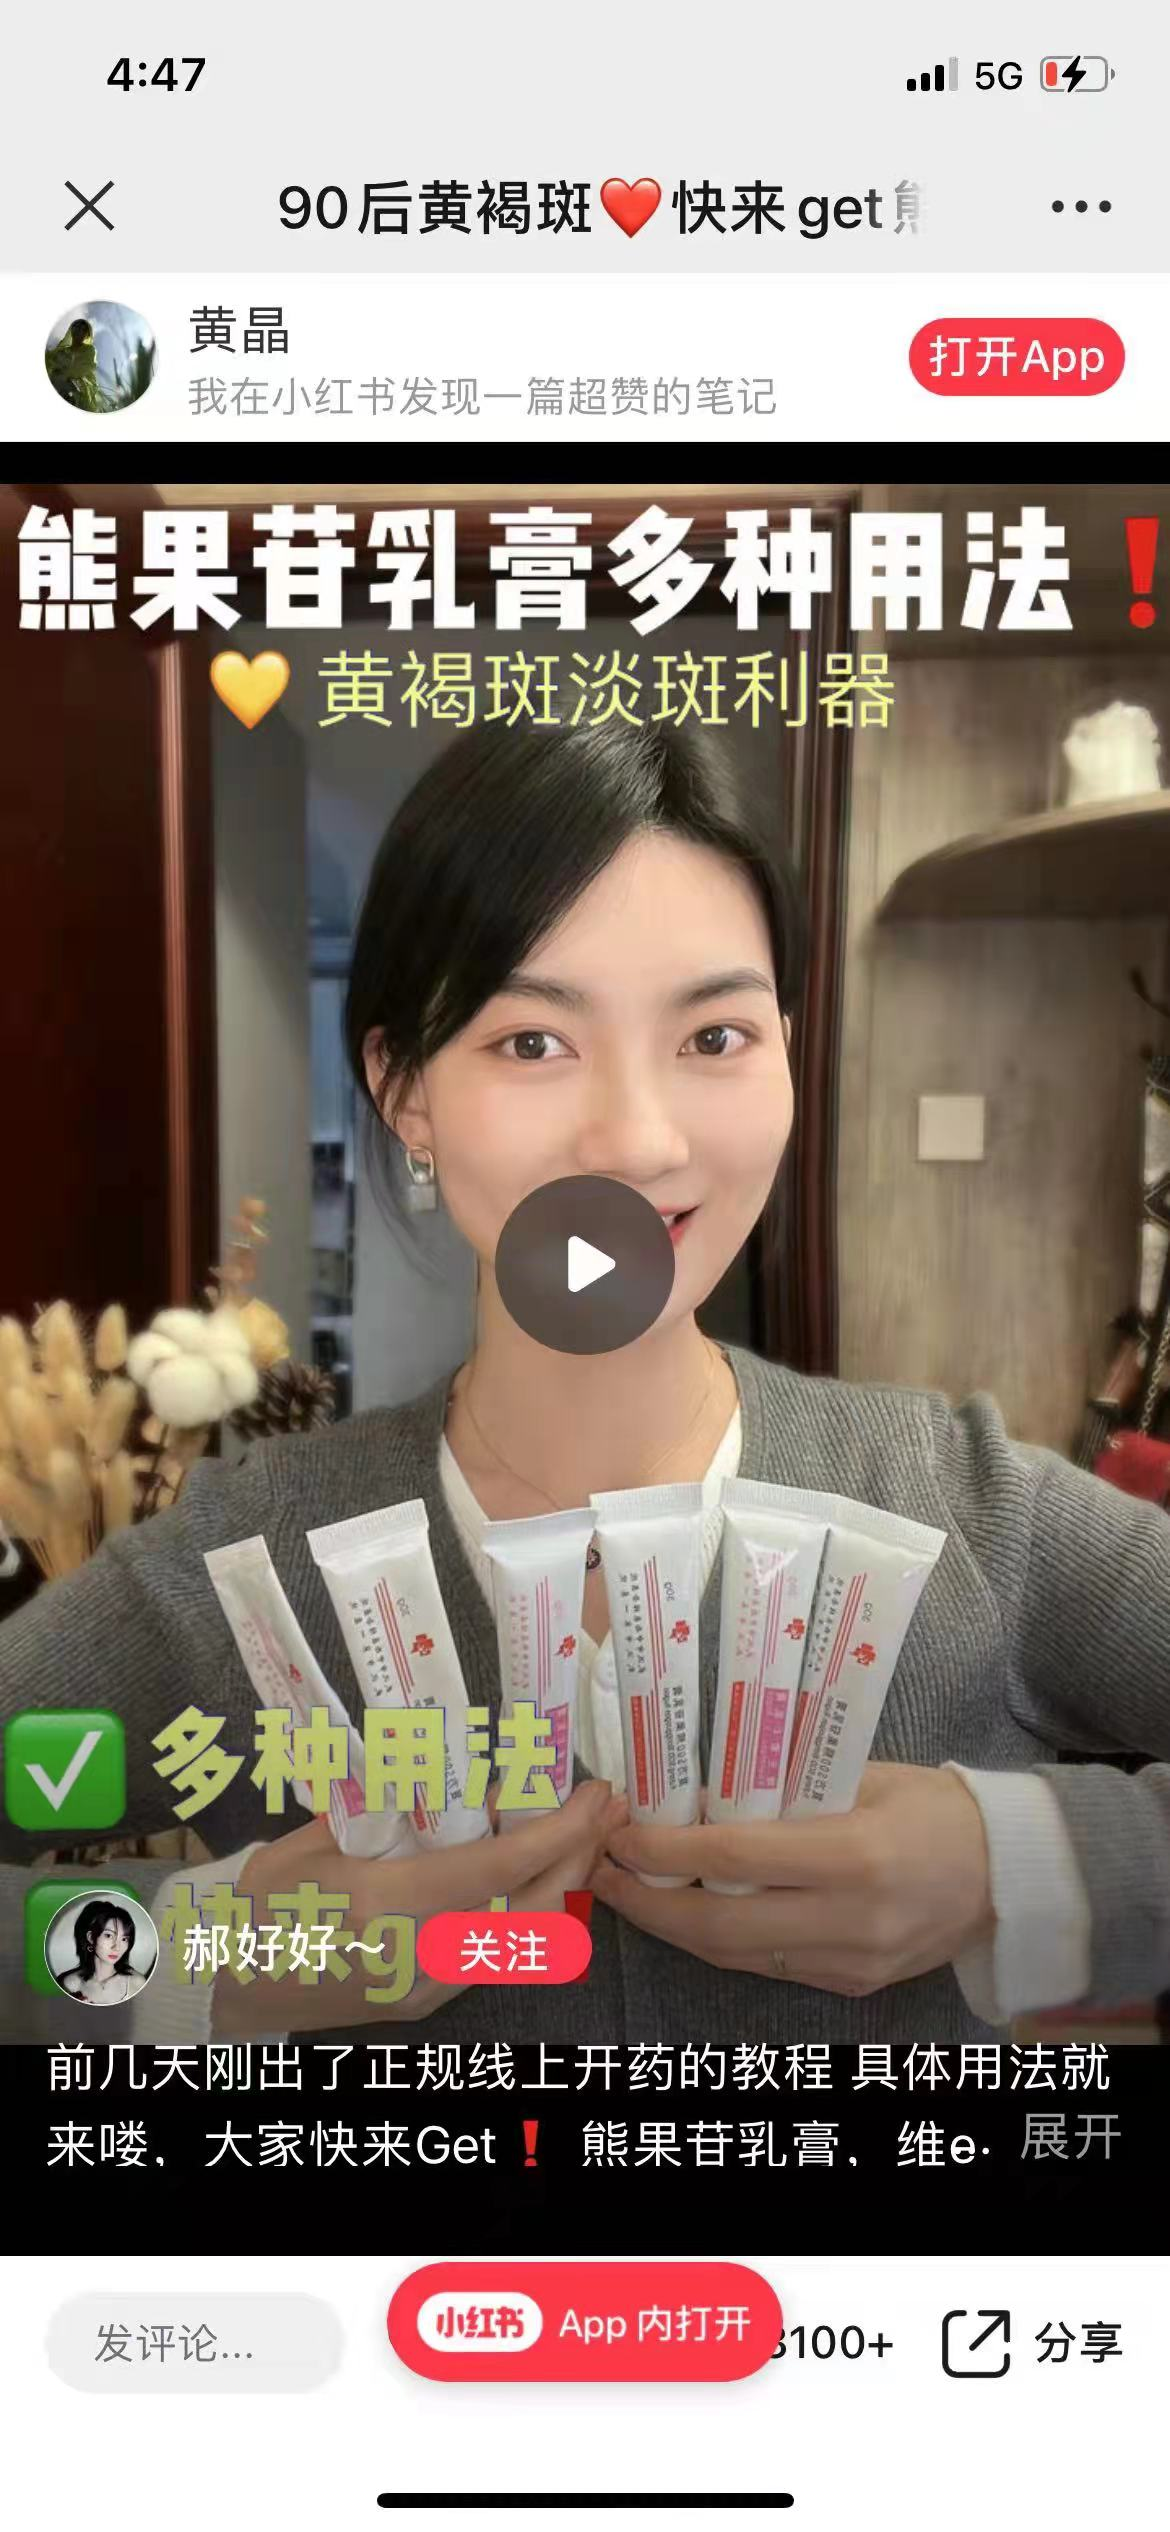 4:47
5G
90后黄褐斑❤️快来get熊
黄晶
我在小红书发现一篇超赞的笔记
打开App
熊果苷乳膏多种用法❗
💛 黄褐斑淡斑利器
✅ 多种用法
快来g
郝好好～
关注
前几天刚出了正规线上开药的教程 具体用法就
来喽，大家快来Get❗ 熊果苷乳膏，维e.
展开
发评论...
小红书 App 内打开
3100+
分享